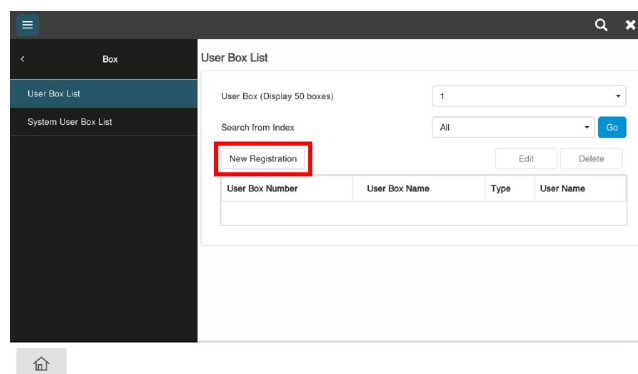 Box
User Box List
System User Box List
User Box List
User Box (Display 50 boxes)
1
Search from Index
All
Go
New Registration
Edit
Delete
User Box Number
User Box Name
Type
User Name